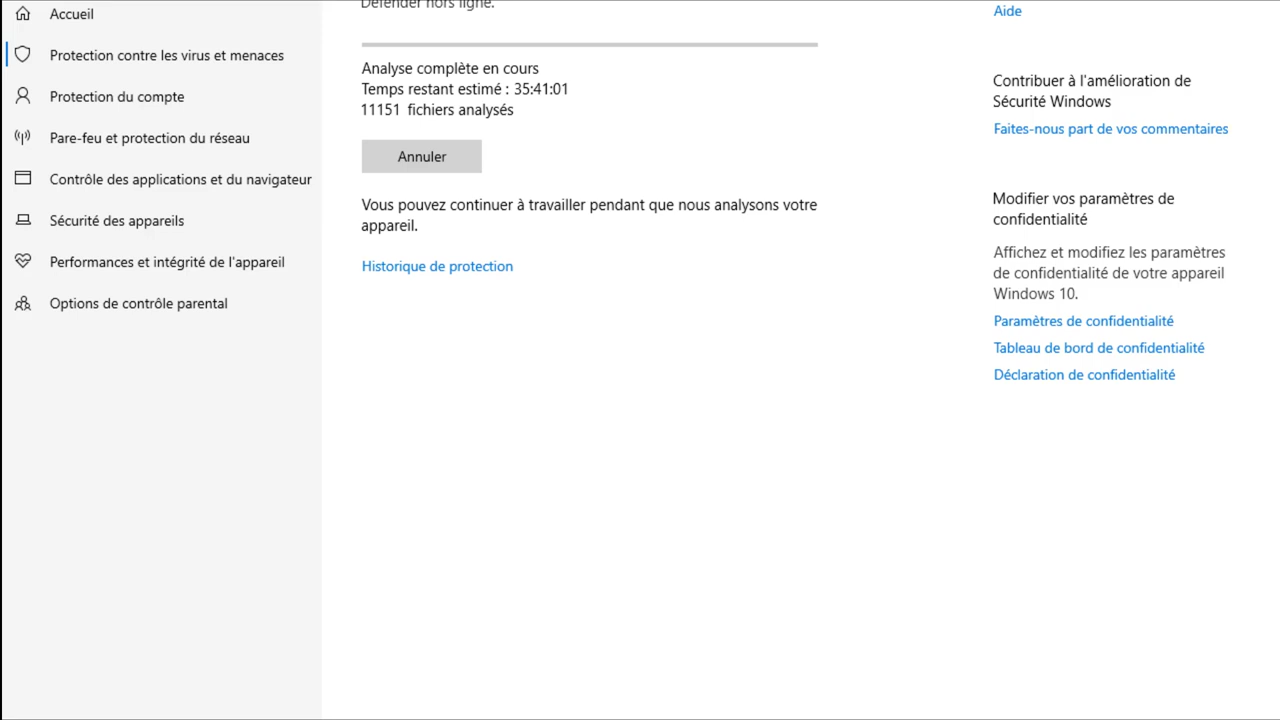 Accueil
Protection contre les virus et menaces
Protection du compte
Pare-feu et protection du réseau
Contrôle des applications et du navigateur
Sécurité des appareils
Performances et intégrité de l'appareil
Options de contrôle parental
Defender hors ligne.
Analyse complète en cours
Temps restant estimé : 35:41:01
11151 fichiers analysés
Annuler
Vous pouvez continuer à travailler pendant que nous analysons votre
appareil.
Historique de protection
Aide
Contribuer à l'amélioration de
Sécurité Windows
Faites-nous part de vos commentaires
Modifier vos paramètres de
confidentialité
Affichez et modifiez les paramètres
de confidentialité de votre appareil
Windows 10.
Paramètres de confidentialité
Tableau de bord de confidentialité
Déclaration de confidentialité